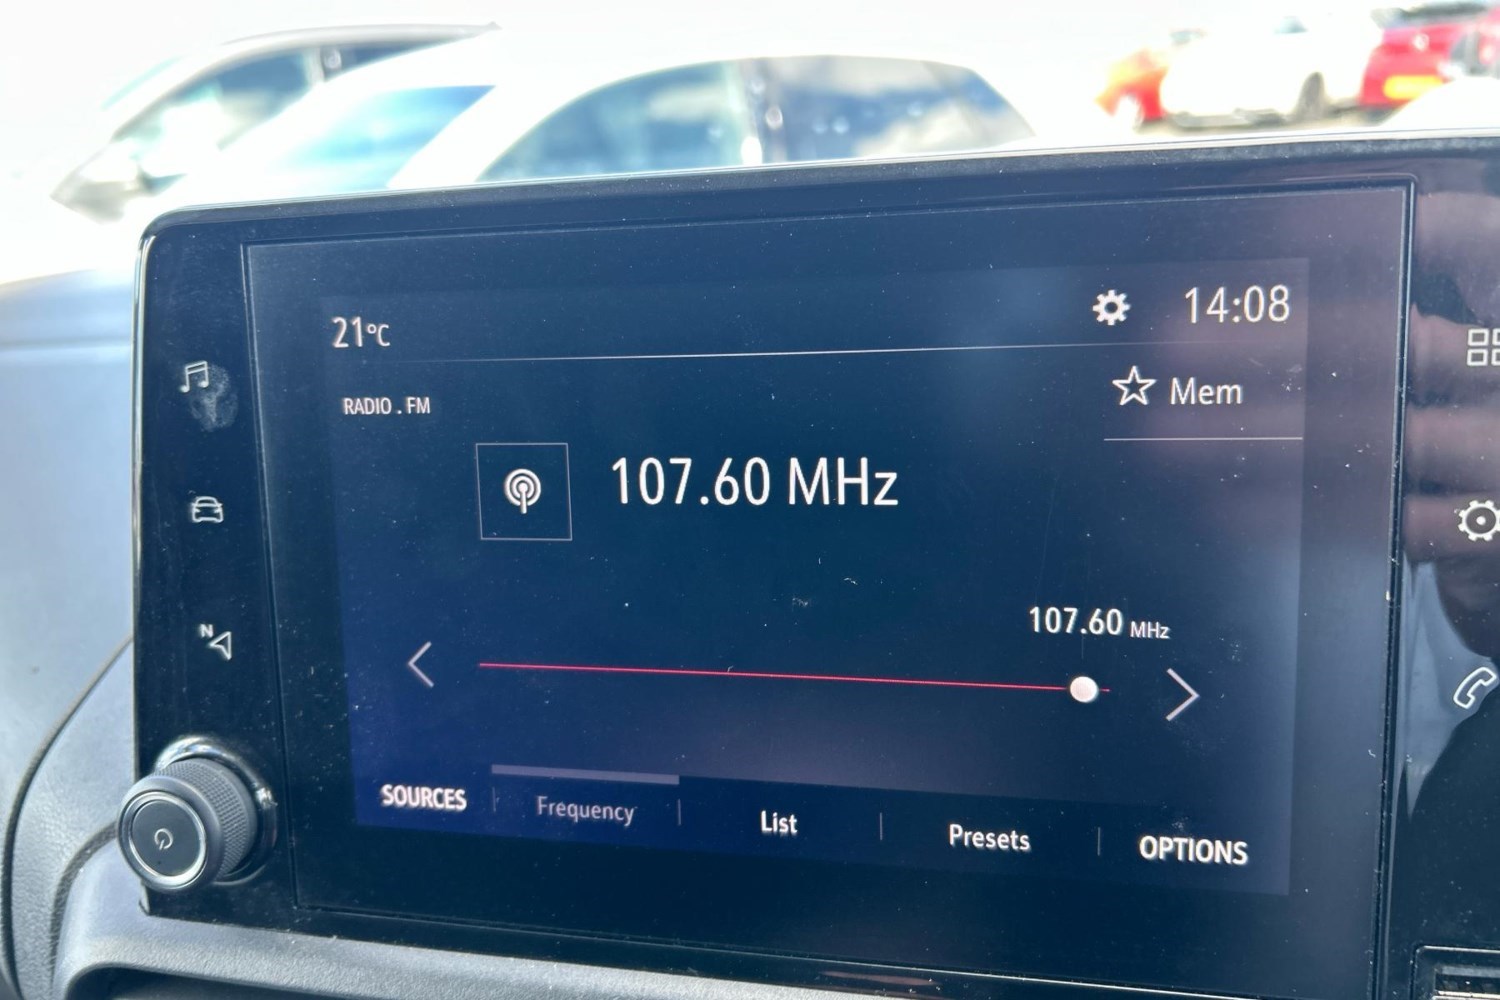 21°C
14:08
RADIO . FM
Mem
107.60 MHz
107.60 MHz
N
SOURCES
Frequency
List
Presets
OPTIONS